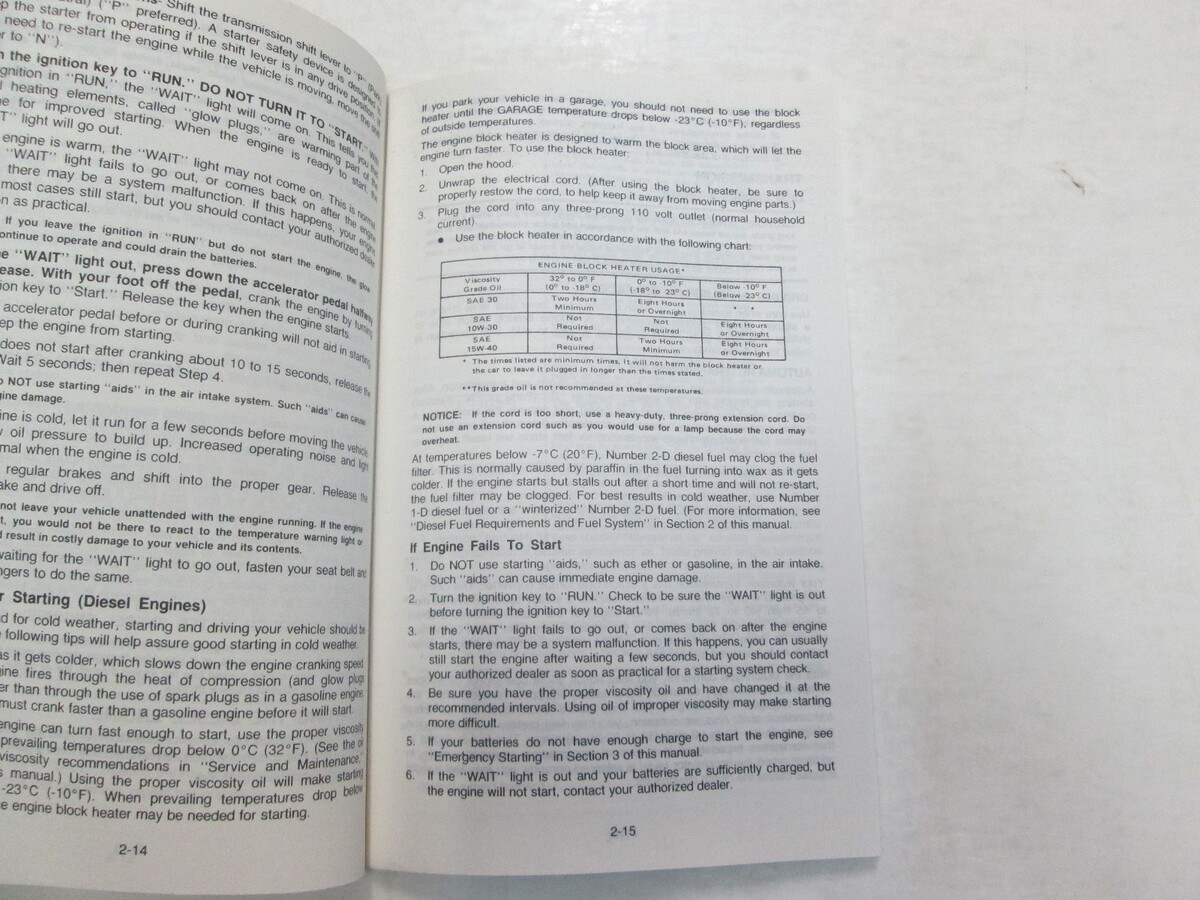 ms- Shift the transmission shift lever to "P" (Park
("P" preferred). A starter safety device is designed
p the starter from operating if the shift lever is in any drive position.
need to re-start the engine while the vehicle is moving, move the shift
r to "N").
n the ignition key to "RUN." DO NOT TURN IT TO "START." With
gnition in "RUN," the "WAIT" light will come on. This tells you that
heating elements, called "glow plugs," are warming part of the
e for improved starting. When the engine is ready to start, the
T" light will go out.
engine is warm, the "WAIT" light may not come on. This is normal
"WAIT" light fails to go out, or comes back on after the engine
there may be a system malfunction. If this happens, your engine
most cases still start, but you should contact your authorized dealer
n as practical.
If you leave the ignition in "RUN" but do not start the engine, the glow
ontinue to operate and could drain the batteries.
e "WAIT" light out, press down the accelerator pedal halfway
ease. With your foot off the pedal, crank the engine by turning
ion key to "Start." Release the key when the engine starts.
accelerator pedal before or during cranking will not aid in starting
ep the engine from starting.
does not start after cranking about 10 to 15 seconds, release the
Wait 5 seconds; then repeat Step 4.
o NOT use starting "aids" in the air intake system. Such "aids" can cause
gine damage.
ine is cold, let it run for a few seconds before moving the vehicle
oil pressure to build up. Increased operating noise and light
mal when the engine is cold.
regular brakes and shift into the proper gear. Release the
ake and drive off.
not leave your vehicle unattended with the engine running. If the engine
t, you would not be there to react to the temperature warning light or
result in costly damage to your vehicle and its contents.
waiting for the "WAIT" light to go out, fasten your seat belt and
ngers to do the same.
r Starting (Diesel Engines)
d for cold weather, starting and driving your vehicle should be
following tips will help assure good starting in cold weather.
as it gets colder, which slows down the engine cranking speed
ine fires through the heat of compression (and glow plugs
er than through the use of spark plugs as in a gasoline engine.
must crank faster than a gasoline engine before it will start.
engine can turn fast enough to start, use the proper viscosity
prevailing temperatures drop below 0°C (32°F). (See the oil
viscosity recommendations in "Service and Maintenance,"
s manual.) Using the proper viscosity oil will make starting
-23°C (-10°F). When prevailing temperatures drop below
e engine block heater may be needed for starting.
2-14
If you park your vehicle in a garage, you should not need to use the block
heater until the GARAGE temperature drops below -23°C (-10°F), regardless
of outside temperatures.
The engine block heater is designed to warm the block area, which will let the
engine turn faster. To use the block heater:
1. Open the hood.
2. Unwrap the electrical cord. (After using the block heater, be sure to
properly restow the cord, to help keep it away from moving engine parts.)
3. Plug the cord into any three-prong 110 volt outlet (normal household
current).
• Use the block heater in accordance with the following chart:
ENGINE BLOCK HEATER USAGE*
Viscosity Grade Oil | 32° to 0° F (0° to -18° C) | 0° to -10° F (-18° to -23° C) | Below -10° F (Below -23° C)
SAE 30 | Two Hours Minimum | Eight Hours or Overnight | * *
SAE 10W-30 | Not Required | Not Required | Eight Hours or Overnight
SAE 15W-40 | Not Required | Two Hours Minimum | Eight Hours or Overnight
* The times listed are minimum times. It will not harm the block heater or
the car to leave it plugged in longer than the times stated.
**This grade oil is not recommended at these temperatures.
NOTICE: If the cord is too short, use a heavy-duty, three-prong extension cord. Do
not use an extension cord such as you would use for a lamp because the cord may
overheat.
At temperatures below -7°C (20°F), Number 2-D diesel fuel may clog the fuel
filter. This is normally caused by paraffin in the fuel turning into wax as it gets
colder. If the engine starts but stalls out after a short time and will not re-start,
the fuel filter may be clogged. For best results in cold weather, use Number
1-D diesel fuel or a "winterized" Number 2-D fuel. (For more information, see
"Diesel Fuel Requirements and Fuel System" in Section 2 of this manual.
If Engine Fails To Start
1. Do NOT use starting "aids," such as ether or gasoline, in the air intake.
Such "aids" can cause immediate engine damage.
2. Turn the ignition key to "RUN." Check to be sure the "WAIT" light is out
before turning the ignition key to "Start."
3. If the "WAIT" light fails to go out, or comes back on after the engine
starts, there may be a system malfunction. If this happens, you can usually
still start the engine after waiting a few seconds, but you should contact
your authorized dealer as soon as practical for a starting system check.
4. Be sure you have the proper viscosity oil and have changed it at the
recommended intervals. Using oil of improper viscosity may make starting
more difficult.
5. If your batteries do not have enough charge to start the engine, see
"Emergency Starting" in Section 3 of this manual.
6. If the "WAIT" light is out and your batteries are sufficiently charged, but
the engine will not start, contact your authorized dealer.
2-15